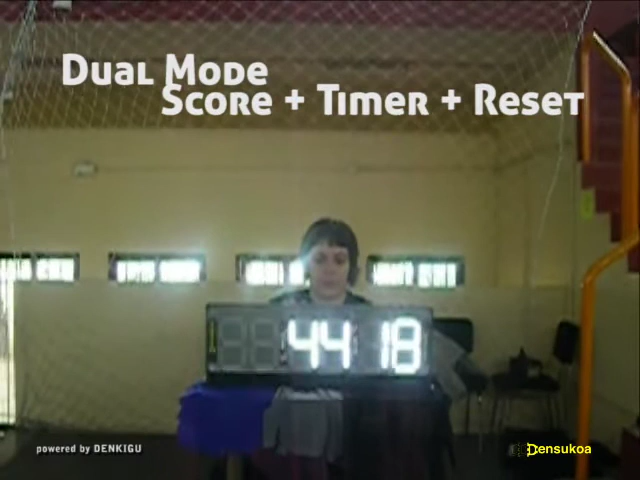 Dual Mode
Score + Timer + Reset
44 18
powered by DENKIGU
Densukoa